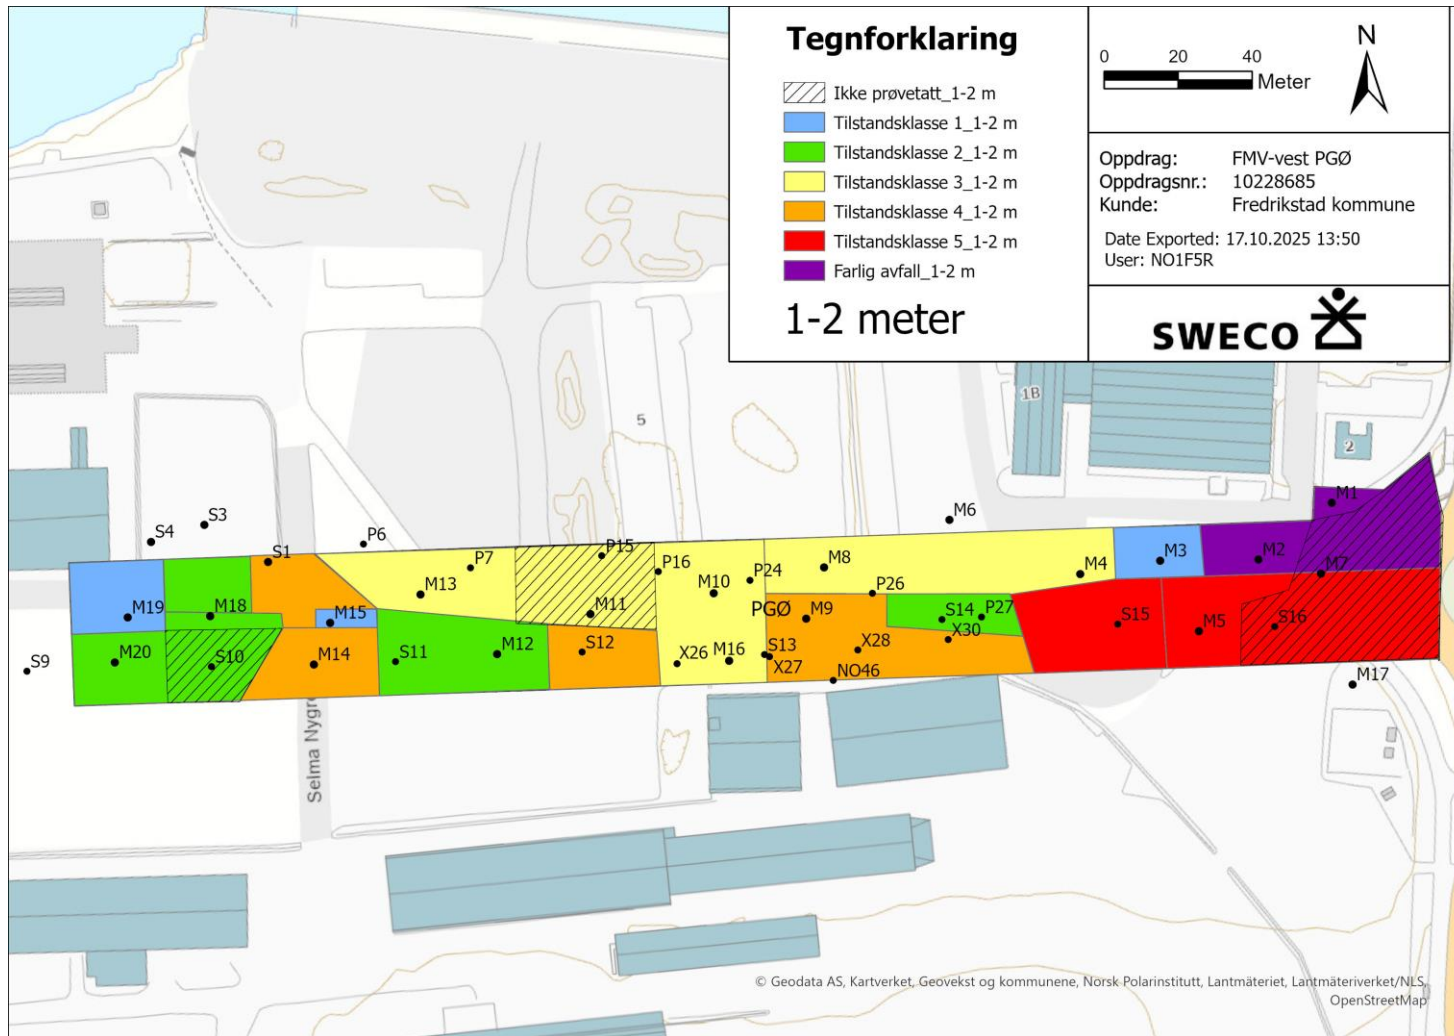 Tegnforklaring
Ikke prøvetatt_1-2 m
Tilstandsklasse 1_1-2 m
Tilstandsklasse 2_1-2 m
Tilstandsklasse 3_1-2 m
Tilstandsklasse 4_1-2 m
Tilstandsklasse 5_1-2 m
Farlig avfall_1-2 m
1-2 meter
0 20 40
Meter
N
Oppdrag: FMV-vest PGØ
Oppdragsnr.: 10228685
Kunde: Fredrikstad kommune
Date Exported: 17.10.2025 13:50
User: NO1F5R
SWECO
1B
5
2
M1
S3
M6
S4
P6
S1
P15
P7
P16
M8
M4
M3
M2
M7
M13
M10
P24
P26
M19
M18
M15
M11
PGØ
M9
S14
P27
S15
M5
S16
M20
S10
M14
S11
M12
S12
X26
M16
S13
X27
X28
X30
S9
NO46
M17
Selma Nygre
© Geodata AS, Kartverket, Geovekst og kommunene, Norsk Polarinstitutt, Lantmäteriet, Lantmäteriverket/NLS,
OpenStreetMap